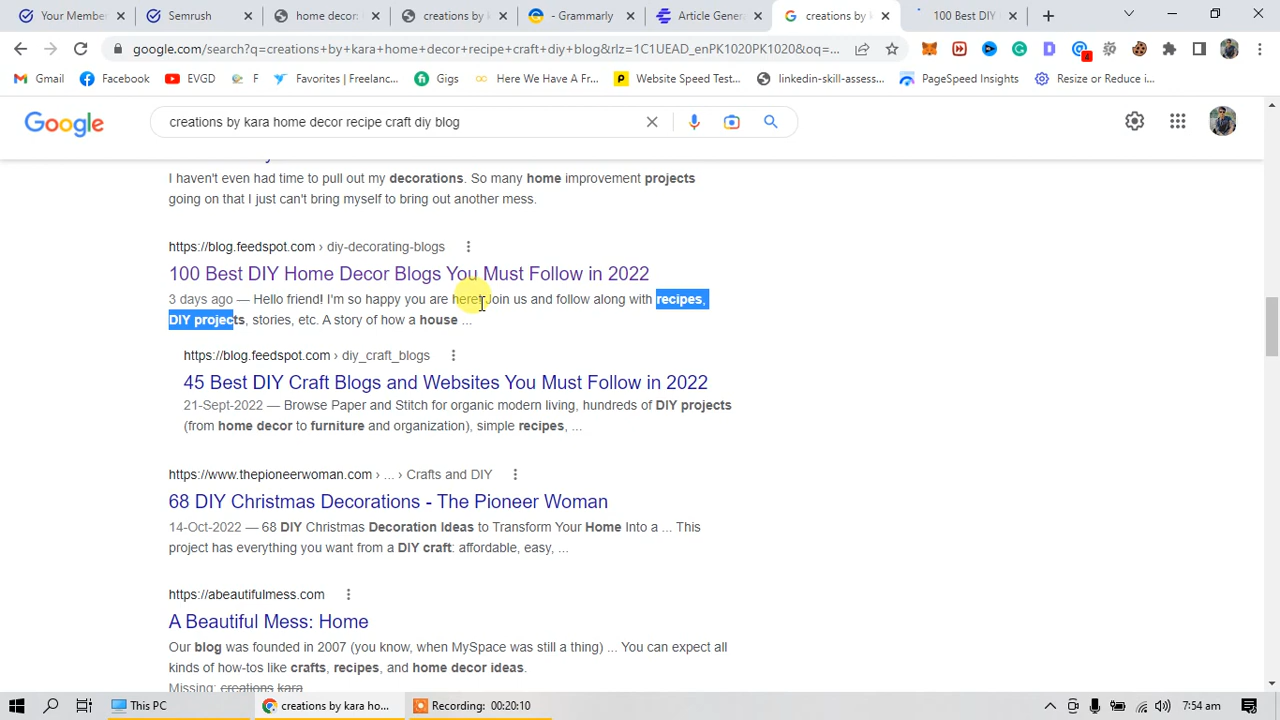 Your Member
Semrush
home decor:
creations by
- Grammarly
Article Gener
creations by k
100 Best DIY
google.com/search?q=creations+by+kara+home+decor+recipe+craft+diy+blog&rlz=1C1UEAD_enPK1020PK1020&oq=...
4
Gmail
Facebook
EVGD
F
Favorites | Freelanc...
Gigs
Here We Have A Fr...
Website Speed Test...
linkedin-skill-assess...
PageSpeed Insights
Resize or Reduce i...
Google
creations by kara home decor recipe craft diy blog
I haven't even had time to pull out my decorations. So many home improvement projects
going on that I just can't bring myself to bring out another mess.
https://blog.feedspot.com › diy-decorating-blogs
100 Best DIY Home Decor Blogs You Must Follow in 2022
3 days ago — Hello friend! I'm so happy you are here! Join us and follow along with recipes,
DIY projects, stories, etc. A story of how a house ...
https://blog.feedspot.com › diy_craft_blogs
45 Best DIY Craft Blogs and Websites You Must Follow in 2022
21-Sept-2022 — Browse Paper and Stitch for organic modern living, hundreds of DIY projects
(from home decor to furniture and organization), simple recipes, ...
https://www.thepioneerwoman.com › ... › Crafts and DIY
68 DIY Christmas Decorations - The Pioneer Woman
14-Oct-2022 — 68 DIY Christmas Decoration Ideas to Transform Your Home Into a ... This
project has everything you want from a DIY craft: affordable, easy, ...
https://abeautifulmess.com
A Beautiful Mess: Home
Our blog was founded in 2007 (you know, when MySpace was still a thing) ... You can expect all
kinds of how-tos like crafts, recipes, and home decor ideas.
Missing: creations kara
This PC
creations by kara ho...
Recording: 00:20:10
7:54 am